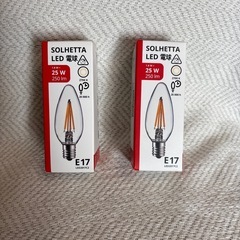 SOLHETTA
LED 電球
25 W
250 lm
E17
SOLHETTA
LED 電球
25 W
250 lm
E17